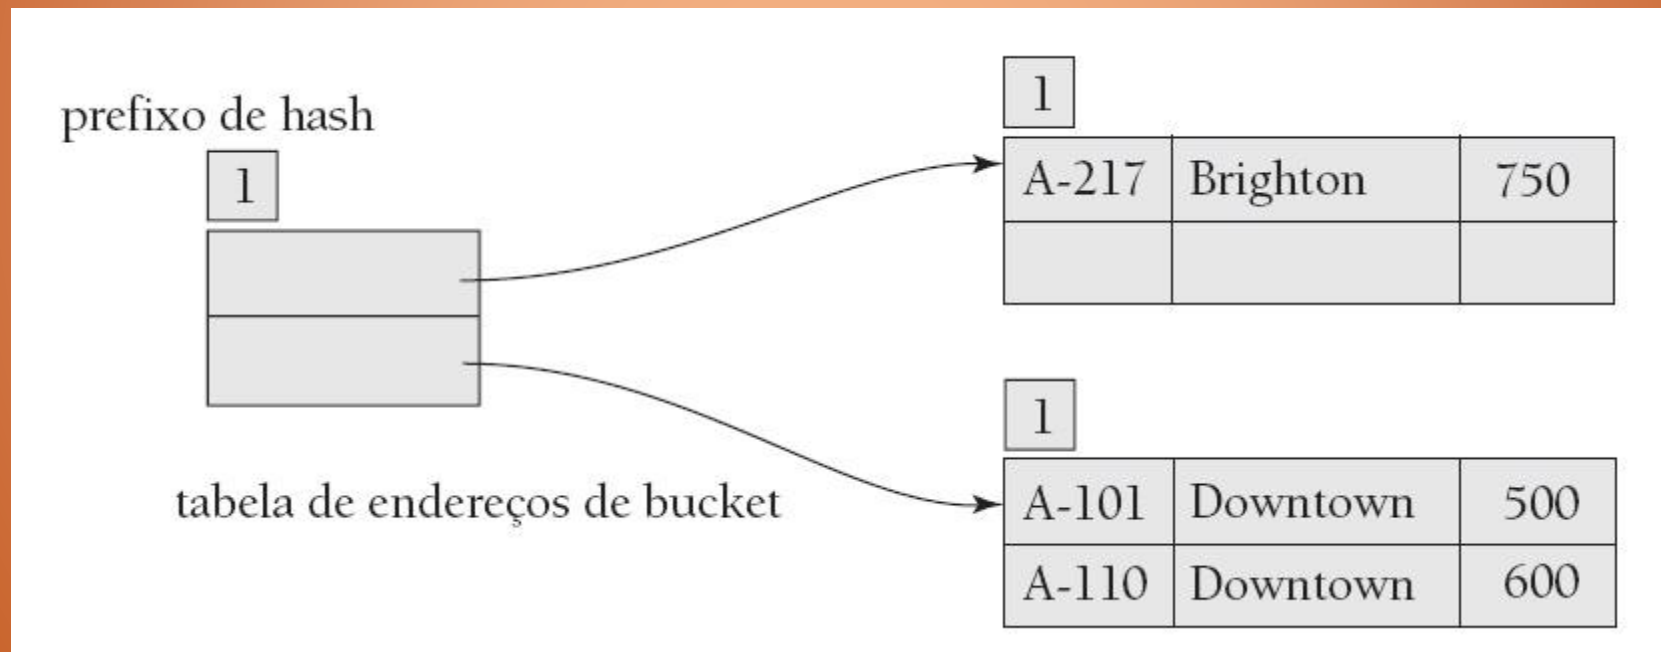 prefixo de hash
1
tabela de endereços de bucket
1
A-217 Brighton 750
1
A-101 Downtown 500
A-110 Downtown 600